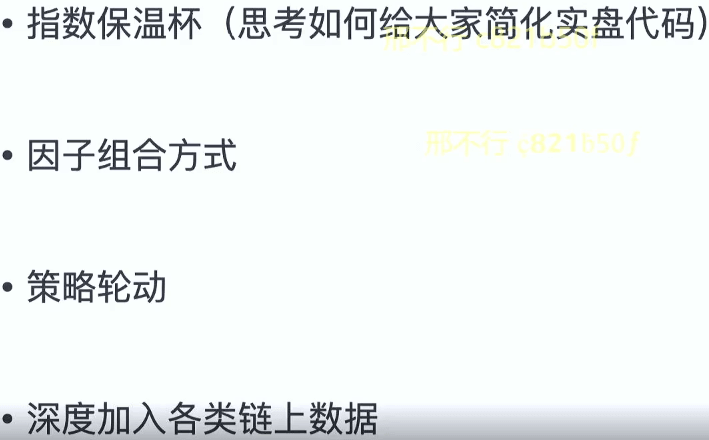 • 指数保温杯（思考如何给大家简化实盘代码）
邢不行 c821b50f
邢不行 c821b50f
• 因子组合方式
• 策略轮动
• 深度加入各类链上数据